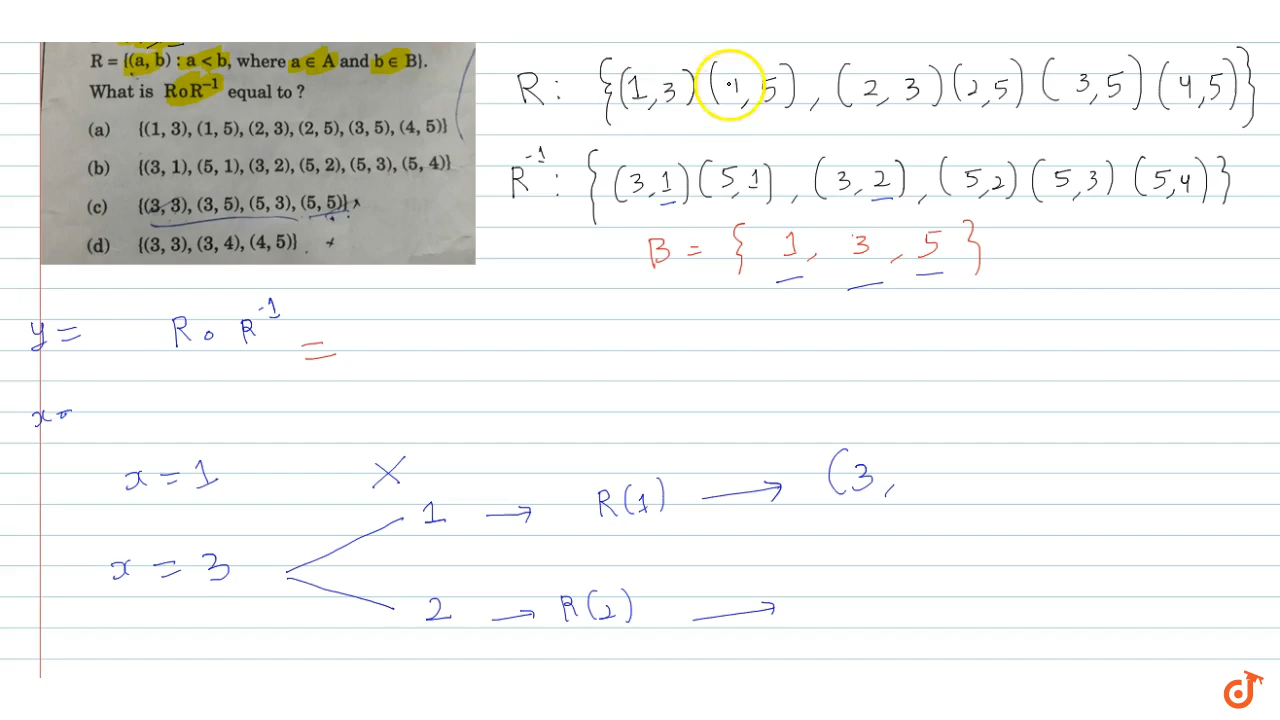 R = {(a, b) : a < b, where a ∈ A and b ∈ B}.
What is RoR⁻¹ equal to ?
(a) {(1, 3), (1, 5), (2, 3), (2, 5), (3, 5), (4, 5)}
(b) {(3, 1), (5, 1), (3, 2), (5, 2), (5, 3), (5, 4)}
(c) {(3, 3), (3, 5), (5, 3), (5, 5)}
(d) {(3, 3), (3, 4), (4, 5)}
R : {(1,3) (1,5), (2,3) (2,5) (3,5) (4,5)}
R⁻¹ : {(3,1) (5,1), (3,2), (5,2) (5,3) (5,4)}
B = {1, 3, 5}
y = R o R⁻¹ =
x =
x = 1 X
1 → R(1) → (3,
x = 3
2 → R(2) →